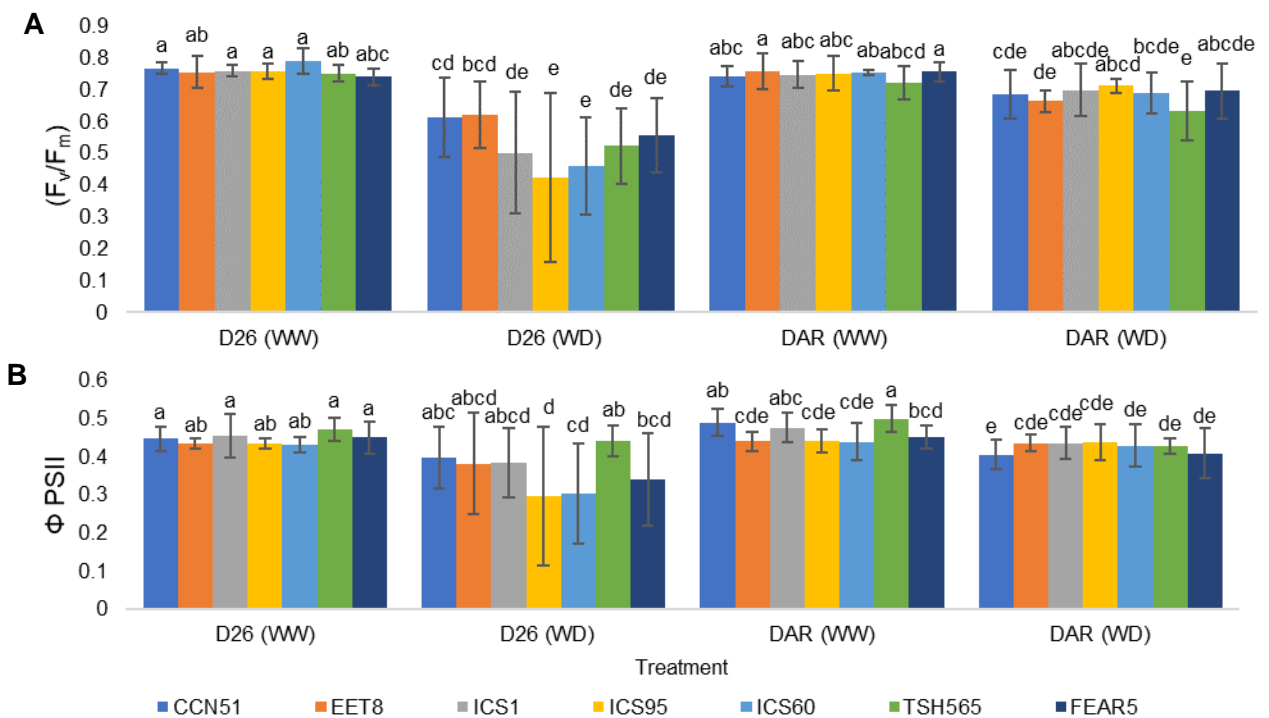 A
(Fv/Fm)
0.9
0.8
0.7
0.6
0.5
0.4
0.3
0.2
0.1
0
a ab a a a ab abc
cd bcd de e e de de
abc a abc abc ab abcd a
cde de abcde abcd bcde e abcde
D26 (WW) D26 (WD) DAR (WW) DAR (WD)
B
Φ PSII
0.6
0.5
0.4
0.3
0.2
0.1
0
a ab a ab ab a a
abc abcd abcd d cd ab bcd
ab cde abc cde cde a bcd
e cde cde cde de de de
D26 (WW) D26 (WD) DAR (WW) DAR (WD)
Treatment
CCN51 EET8 ICS1 ICS95 ICS60 TSH565 FEAR5